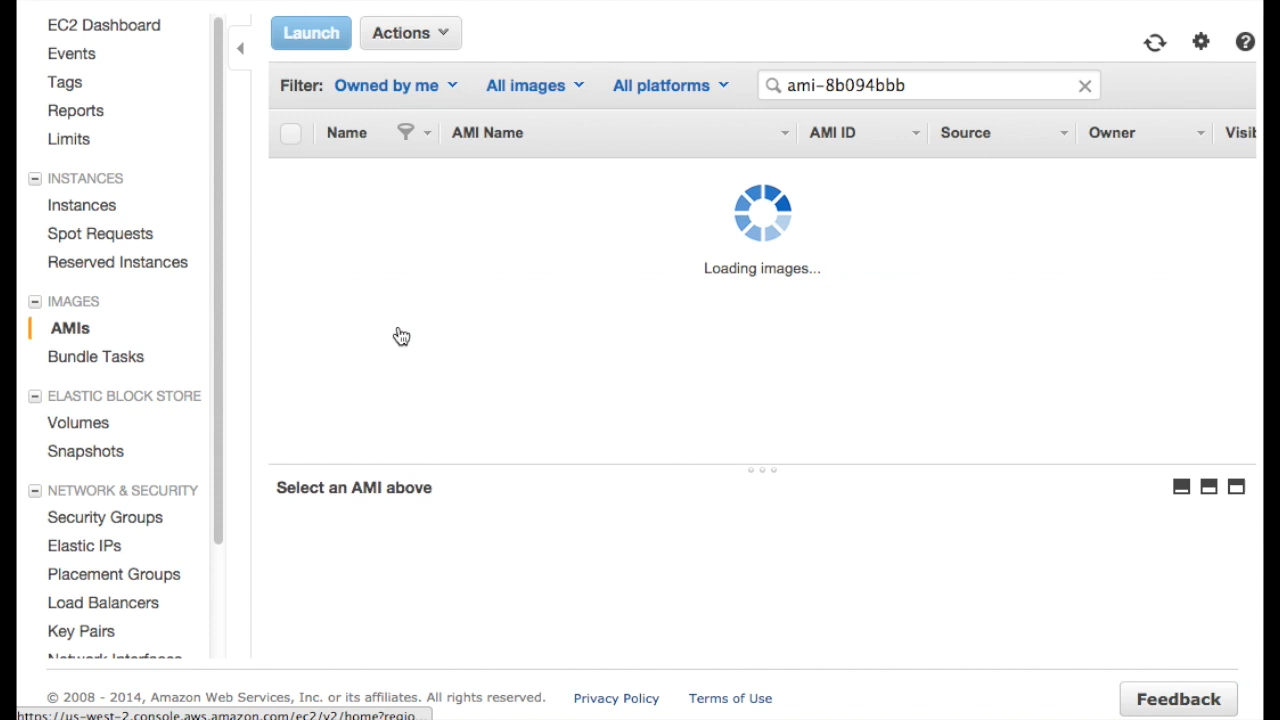 EC2 Dashboard
Events
Tags
Reports
Limits
INSTANCES
Instances
Spot Requests
Reserved Instances
IMAGES
AMIs
Bundle Tasks
ELASTIC BLOCK STORE
Volumes
Snapshots
NETWORK & SECURITY
Security Groups
Elastic IPs
Placement Groups
Load Balancers
Key Pairs
Network Interfaces
Launch Actions
Filter: Owned by me All images All platforms ami-8b094bbb
Name AMI Name AMI ID Source Owner Visib
Loading images...
Select an AMI above
© 2008 - 2014, Amazon Web Services, Inc. or its affiliates. All rights reserved. Privacy Policy Terms of Use Feedback
https://us-west-2.console.aws.amazon.com/ec2/v2/home?regio...